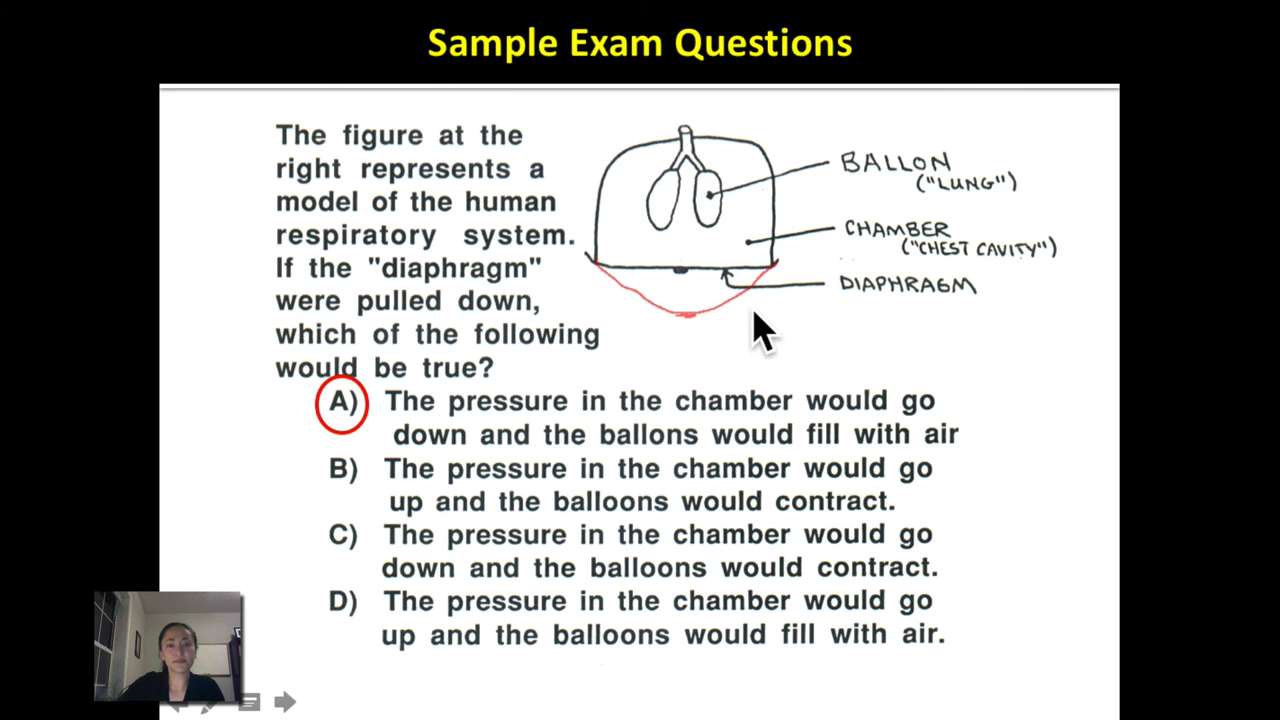 Sample Exam Questions
The figure at the
right represents a
model of the human
respiratory system.
If the "diaphragm"
were pulled down,
which of the following
would be true?
BALLON
("LUNG")
CHAMBER
("CHEST CAVITY")
DIAPHRAGM
A) The pressure in the chamber would go
down and the ballons would fill with air
B) The pressure in the chamber would go
up and the balloons would contract.
C) The pressure in the chamber would go
down and the balloons would contract.
D) The pressure in the chamber would go
up and the balloons would fill with air.